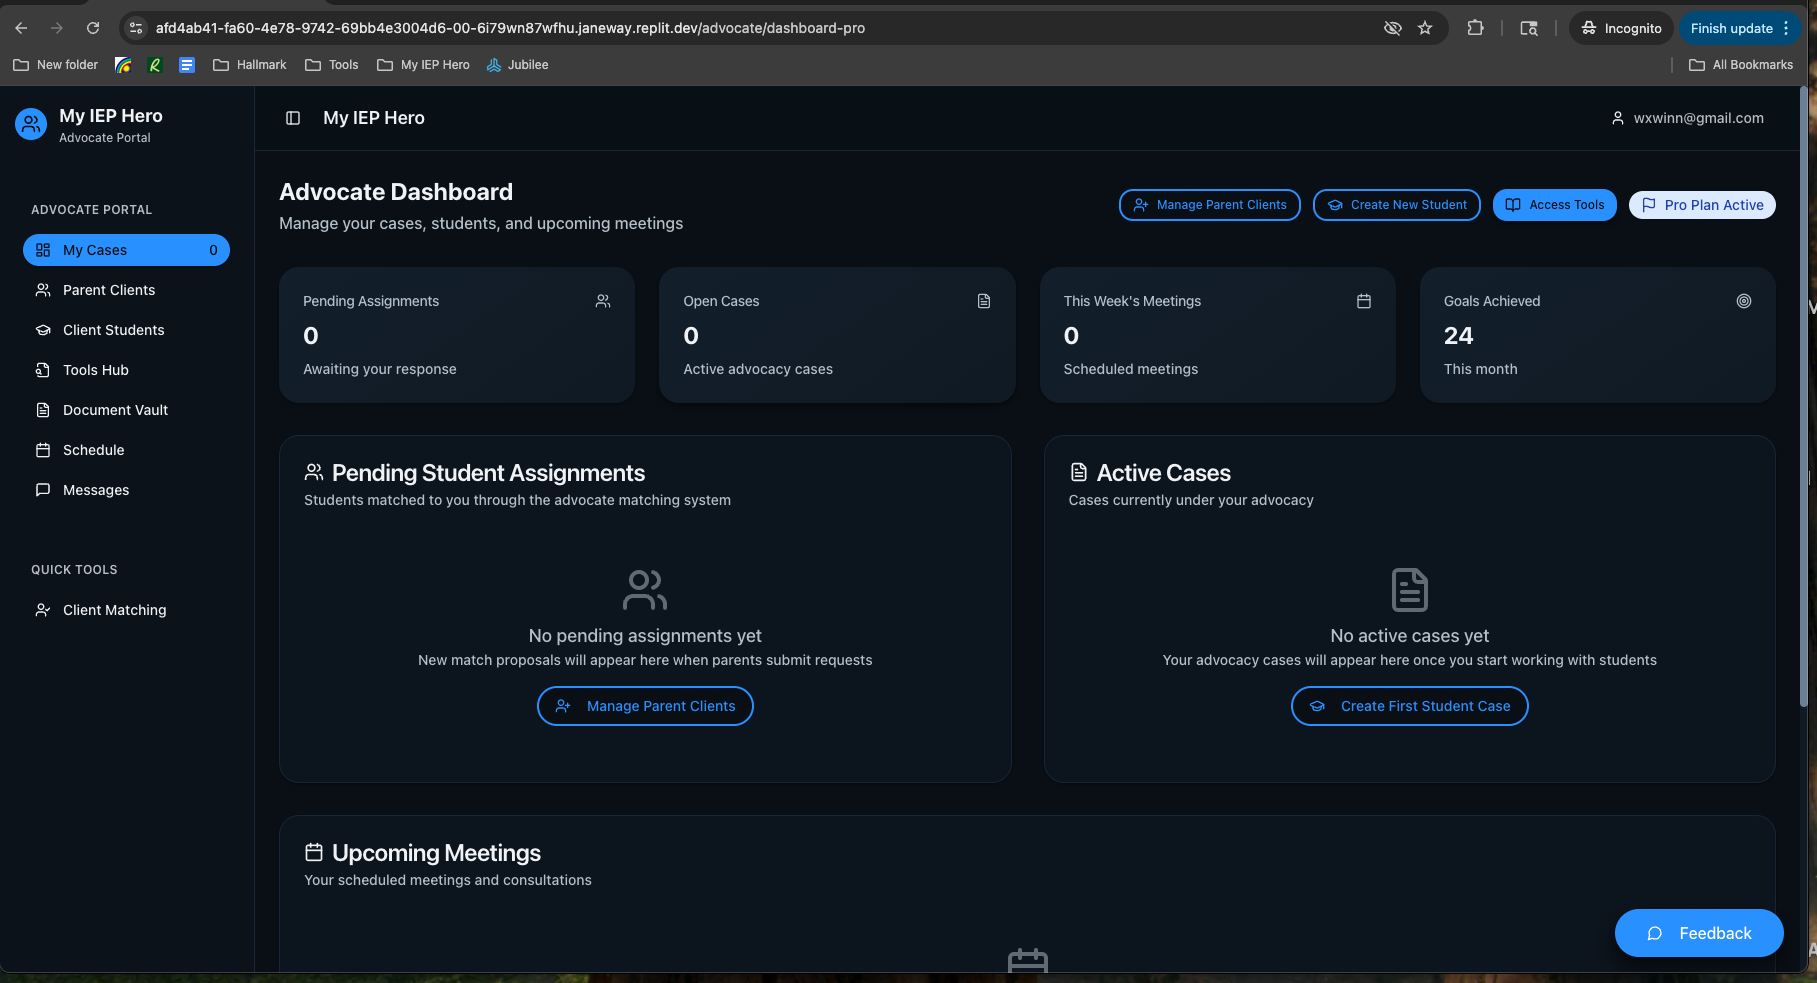 afd4ab41-fa60-4e78-9742-69bb4e3004d6-00-6i79wn87wfhu.janeway.replit.dev/advocate/dashboard-pro
Incognito
Finish update
New folder
Hallmark
Tools
My IEP Hero
Jubilee
All Bookmarks
My IEP Hero
Advocate Portal
My IEP Hero
wxwinn@gmail.com
ADVOCATE PORTAL
My Cases 0
Parent Clients
Client Students
Tools Hub
Document Vault
Schedule
Messages
QUICK TOOLS
Client Matching
Advocate Dashboard
Manage your cases, students, and upcoming meetings
Manage Parent Clients
Create New Student
Access Tools
Pro Plan Active
Pending Assignments
0
Awaiting your response
Open Cases
0
Active advocacy cases
This Week's Meetings
0
Scheduled meetings
Goals Achieved
24
This month
Pending Student Assignments
Students matched to you through the advocate matching system
No pending assignments yet
New match proposals will appear here when parents submit requests
Manage Parent Clients
Active Cases
Cases currently under your advocacy
No active cases yet
Your advocacy cases will appear here once you start working with students
Create First Student Case
Upcoming Meetings
Your scheduled meetings and consultations
Feedback